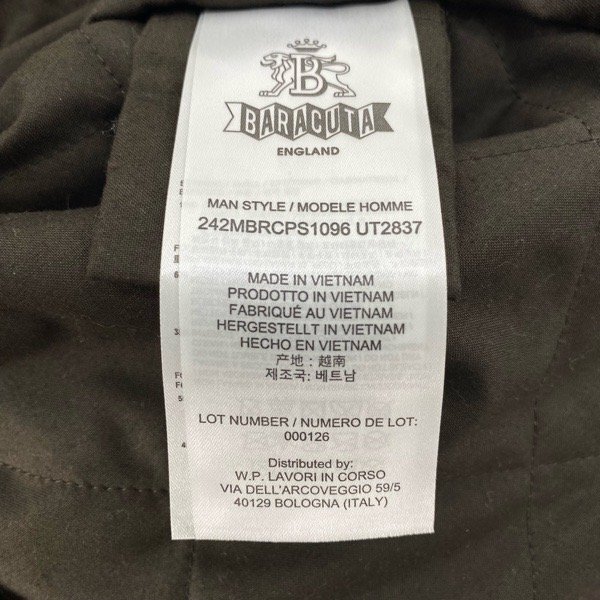 B
BARACUTA
ENGLAND
MAN STYLE / MODELE HOMME
242MBRCPS1096 UT2837
MADE IN VIETNAM
PRODOTTO IN VIETNAM
FABRIQUÉ AU VIETNAM
HERGESTELLT IN VIETNAM
HECHO EN VIETNAM
产地：越南
제조국: 베트남
LOT NUMBER / NUMERO DE LOT:
000126
Distributed by:
W.P. LAVORI IN CORSO
VIA DELL'ARCOVEGGIO 59/5
40129 BOLOGNA (ITALY)